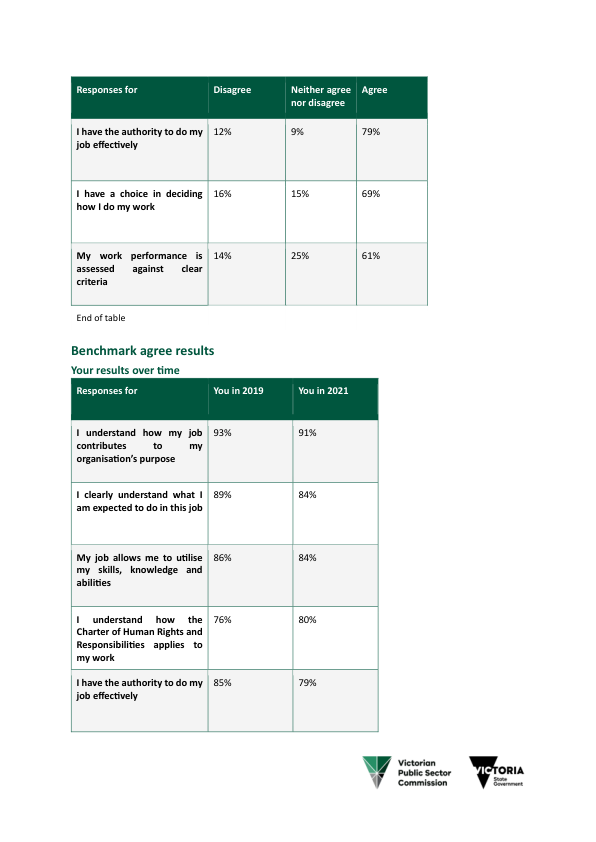 Responses for Disagree Neither agree Agree
nor disagree
I have the authority to do my 12% 9% 79%
job effectively
I have a choice in deciding 16% 15% 69%
how I do my work
My work performance is 14% 25% 61%
assessed against clear
criteria
End of table
Benchmark agree results
Your results over time
Responses for You in 2019 You in 2021
I understand how my job 93% 91%
contributes to my
organisation’s purpose
I clearly understand what I 89% 84%
am expected to do in this job
My job allows me to utilise 86% 84%
my skills, knowledge and
abilities
I understand how the 76% 80%
Charter of Human Rights and
Responsibilities applies to
my work
I have the authority to do my 85% 79%
job effectively
Victorian
Public Sector
Commission
VICTORIA
State
Government